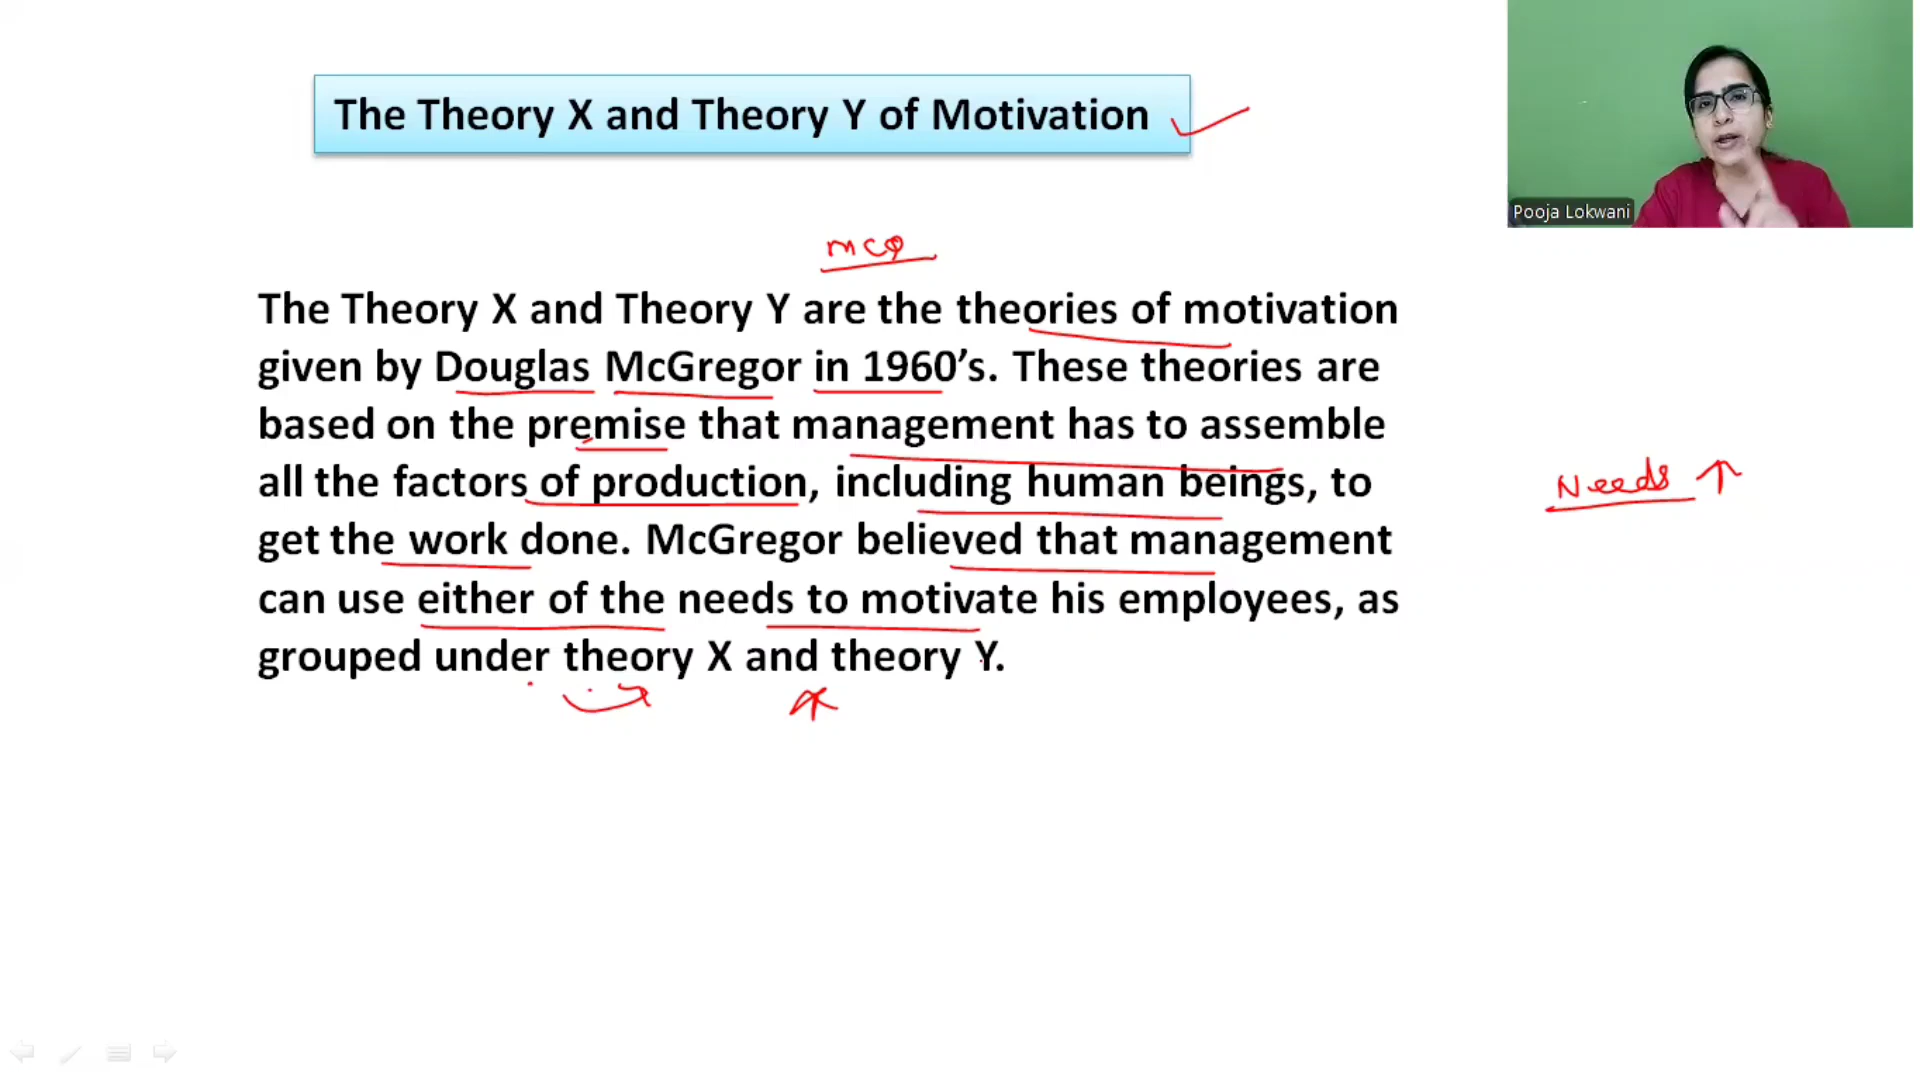 The Theory X and Theory Y of Motivation
Pooja Lokwani
MCQ
The Theory X and Theory Y are the theories of motivation
given by Douglas McGregor in 1960’s. These theories are
based on the premise that management has to assemble
all the factors of production, including human beings, to
get the work done. McGregor believed that management
can use either of the needs to motivate his employees, as
grouped under theory X and theory Y.
Needs ↑